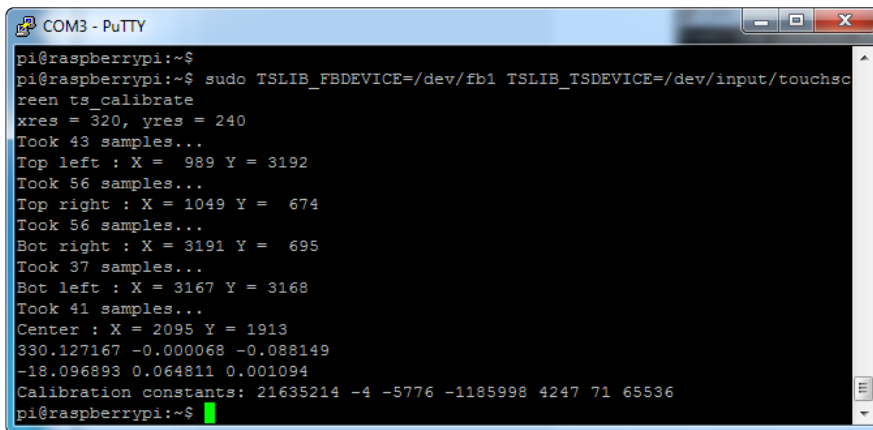 COM3 - PuTTY
pi@raspberrypi:~$
pi@raspberrypi:~$ sudo TSLIB_FBDEVICE=/dev/fb1 TSLIB_TSDEVICE=/dev/input/touchsc
reen ts_calibrate
xres = 320, yres = 240
Took 43 samples...
Top left : X =  989 Y = 3192
Took 56 samples...
Top right : X = 1049 Y =  674
Took 56 samples...
Bot right : X = 3191 Y =  695
Took 37 samples...
Bot left : X = 3167 Y = 3168
Took 41 samples...
Center : X = 2095 Y = 1913
330.127167 -0.000068 -0.088149
-18.096893 0.064811 0.001094
Calibration constants: 21635214 -4 -5776 -1185998 4247 71 65536
pi@raspberrypi:~$